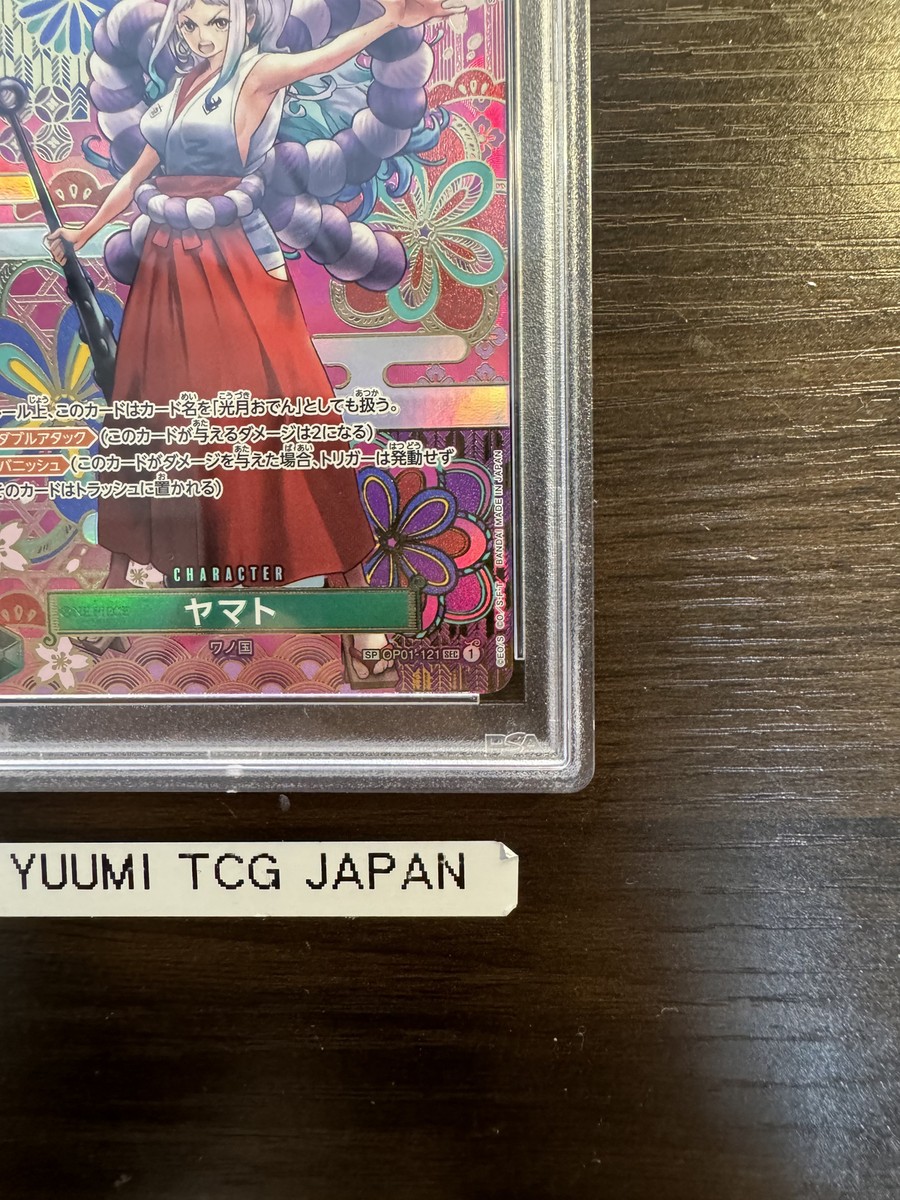 ール上、このカードはカード名を「光月おでん」としても扱う。
ダブルアタック (このカードが与えるダメージは2になる)
バニッシュ (このカードがダメージを与えた場合、トリガーは発動せず
そのカードはトラッシュに置かれる)
CHARACTER
ONE PIECE ヤマト
ワノ国
SP OP01-121 SEC 1
BANDAI MADE IN JAPAN
PSA
YUUMI TCG JAPAN